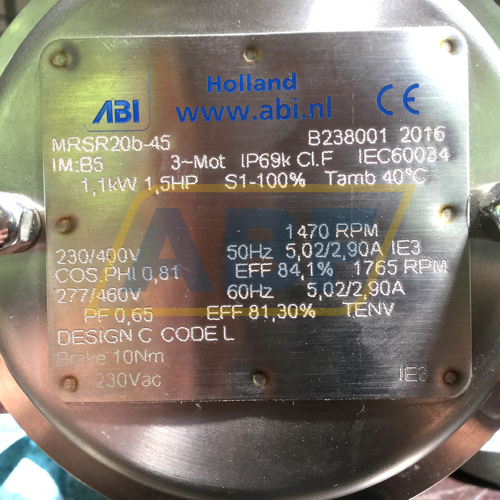 ABI
Holland
www.abi.nl
CE
MRSR20b-45 B238001 2016
IM:B5 3~Mot IP69k Cl.F IEC60034
1,1kW 1,5HP S1-100% Tamb 40°C
ABF
1470 RPM
230/400V 50Hz 5,02/2,90A IE3
COS.PHI 0,81 EFF 84,1% 1765 RPM
277/460V 60Hz 5,02/2,90A
PF 0,65 EFF 81,30% TENV
DESIGN C CODE L
Brake 10Nm
230Vac IE3